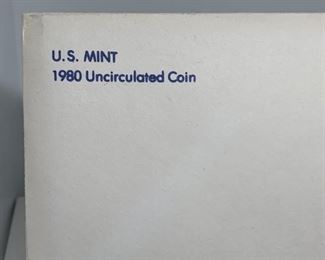 U.S. MINT
1980 Uncirculated Coin